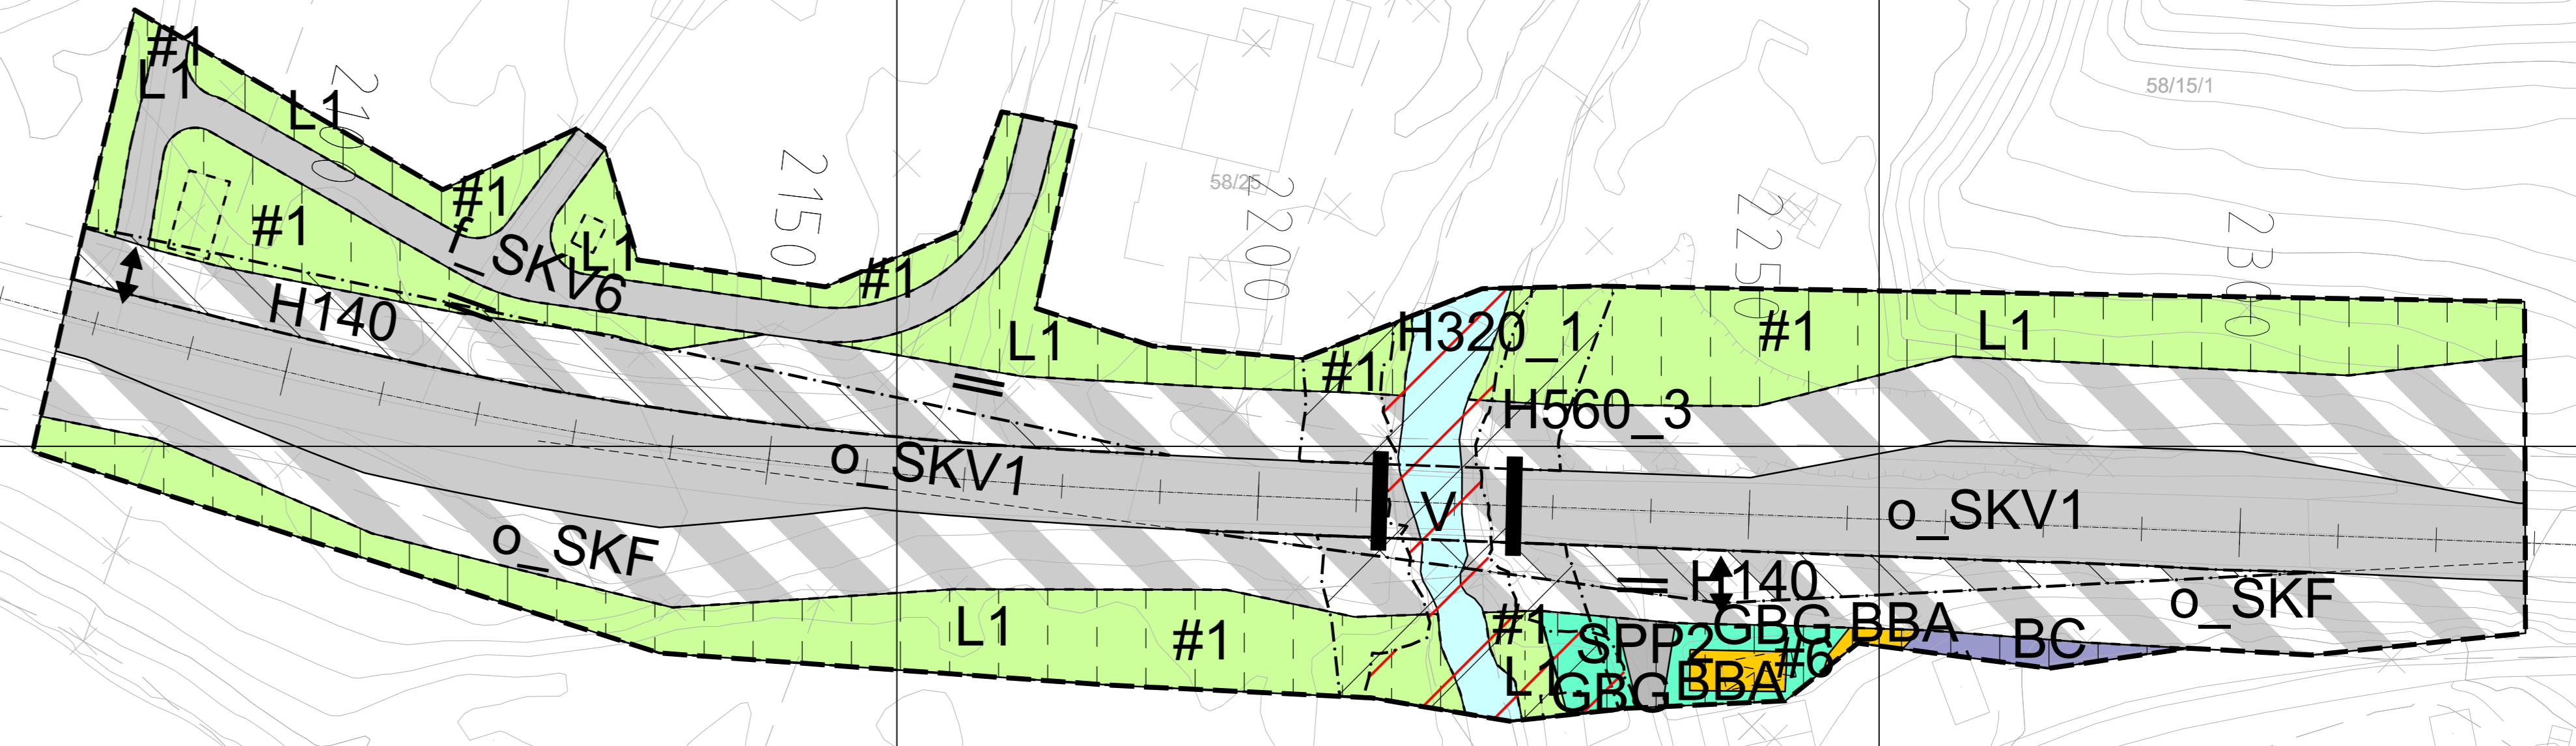 #1
L1
L1
2100
58/15/1
#1
2150
58/25
2200
2250
2300
#1
f_SKV6
L1
#1
H140
L1
#1
H320_1
#1
L1
H560_3
o_SKV1
V
o_SKV1
o_SKF
H140
o_SKF
L1
#1
#1
L1
SPP2
GBG
GBG
BBA
#6
BBA
BC